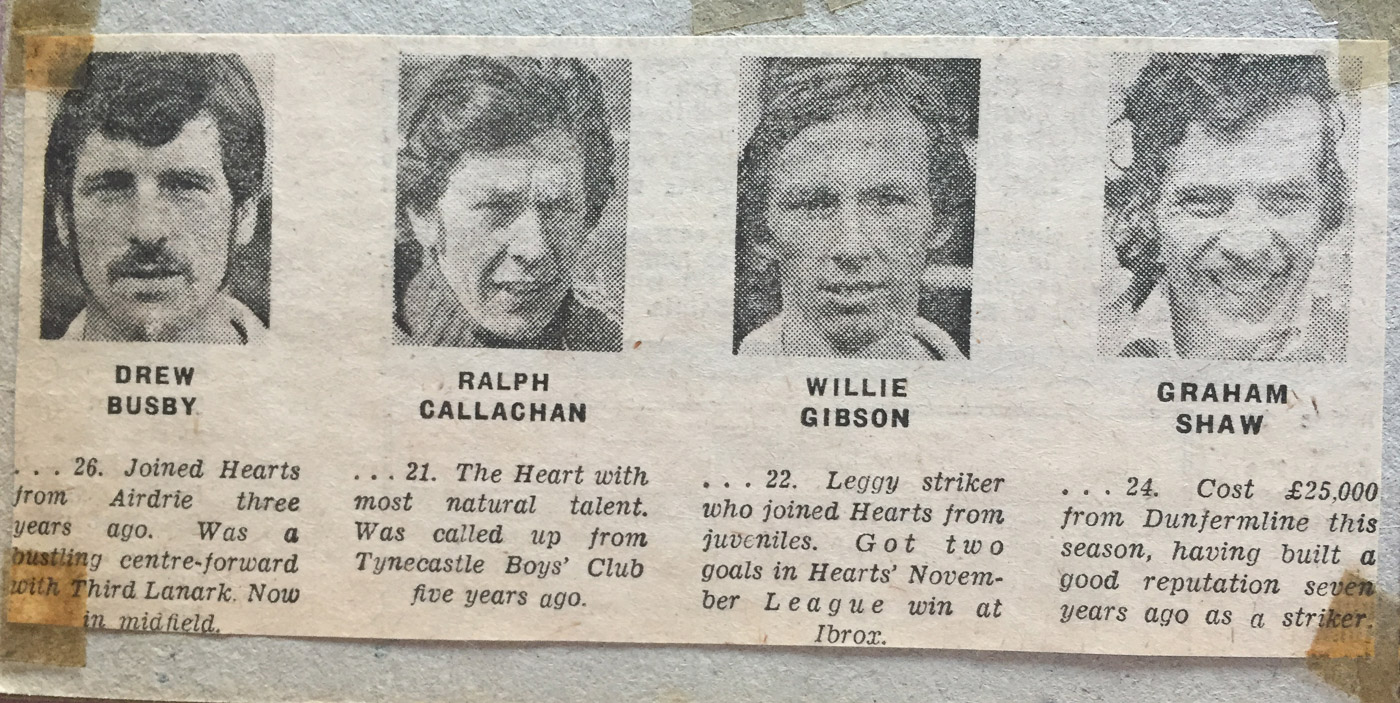 DREW
BUSBY
. . . 26. Joined Hearts
from Airdrie three
years ago. Was a
bustling centre-forward
with Third Lanark. Now
in midfield.
RALPH
CALLACHAN
. . . 21. The Heart with
most natural talent.
Was called up from
Tynecastle Boys' Club
five years ago.
WILLIE
GIBSON
. . . 22. Leggy striker
who joined Hearts from
juveniles. Got two
goals in Hearts' Novem-
ber League win at
Ibrox.
GRAHAM
SHAW
. . . 24. Cost £25,000
from Dunfermline this
season, having built a
good reputation seven
years ago as a striker.